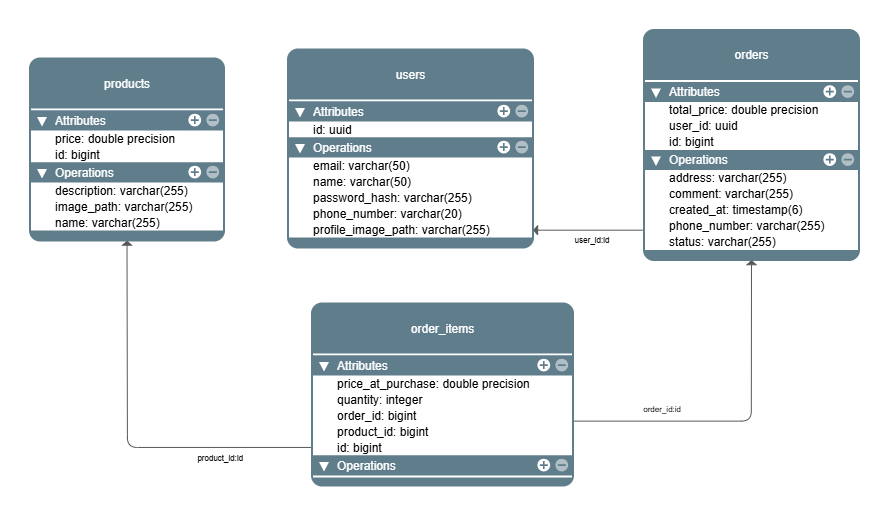 products
Attributes
price: double precision
id: bigint
Operations
description: varchar(255)
image_path: varchar(255)
name: varchar(255)
users
Attributes
id: uuid
Operations
email: varchar(50)
name: varchar(50)
password_hash: varchar(255)
phone_number: varchar(20)
profile_image_path: varchar(255)
orders
Attributes
total_price: double precision
user_id: uuid
id: bigint
Operations
address: varchar(255)
comment: varchar(255)
created_at: timestamp(6)
phone_number: varchar(255)
status: varchar(255)
user_id:id
order_items
Attributes
price_at_purchase: double precision
quantity: integer
order_id: bigint
product_id: bigint
id: bigint
Operations
order_id:id
product_id:id